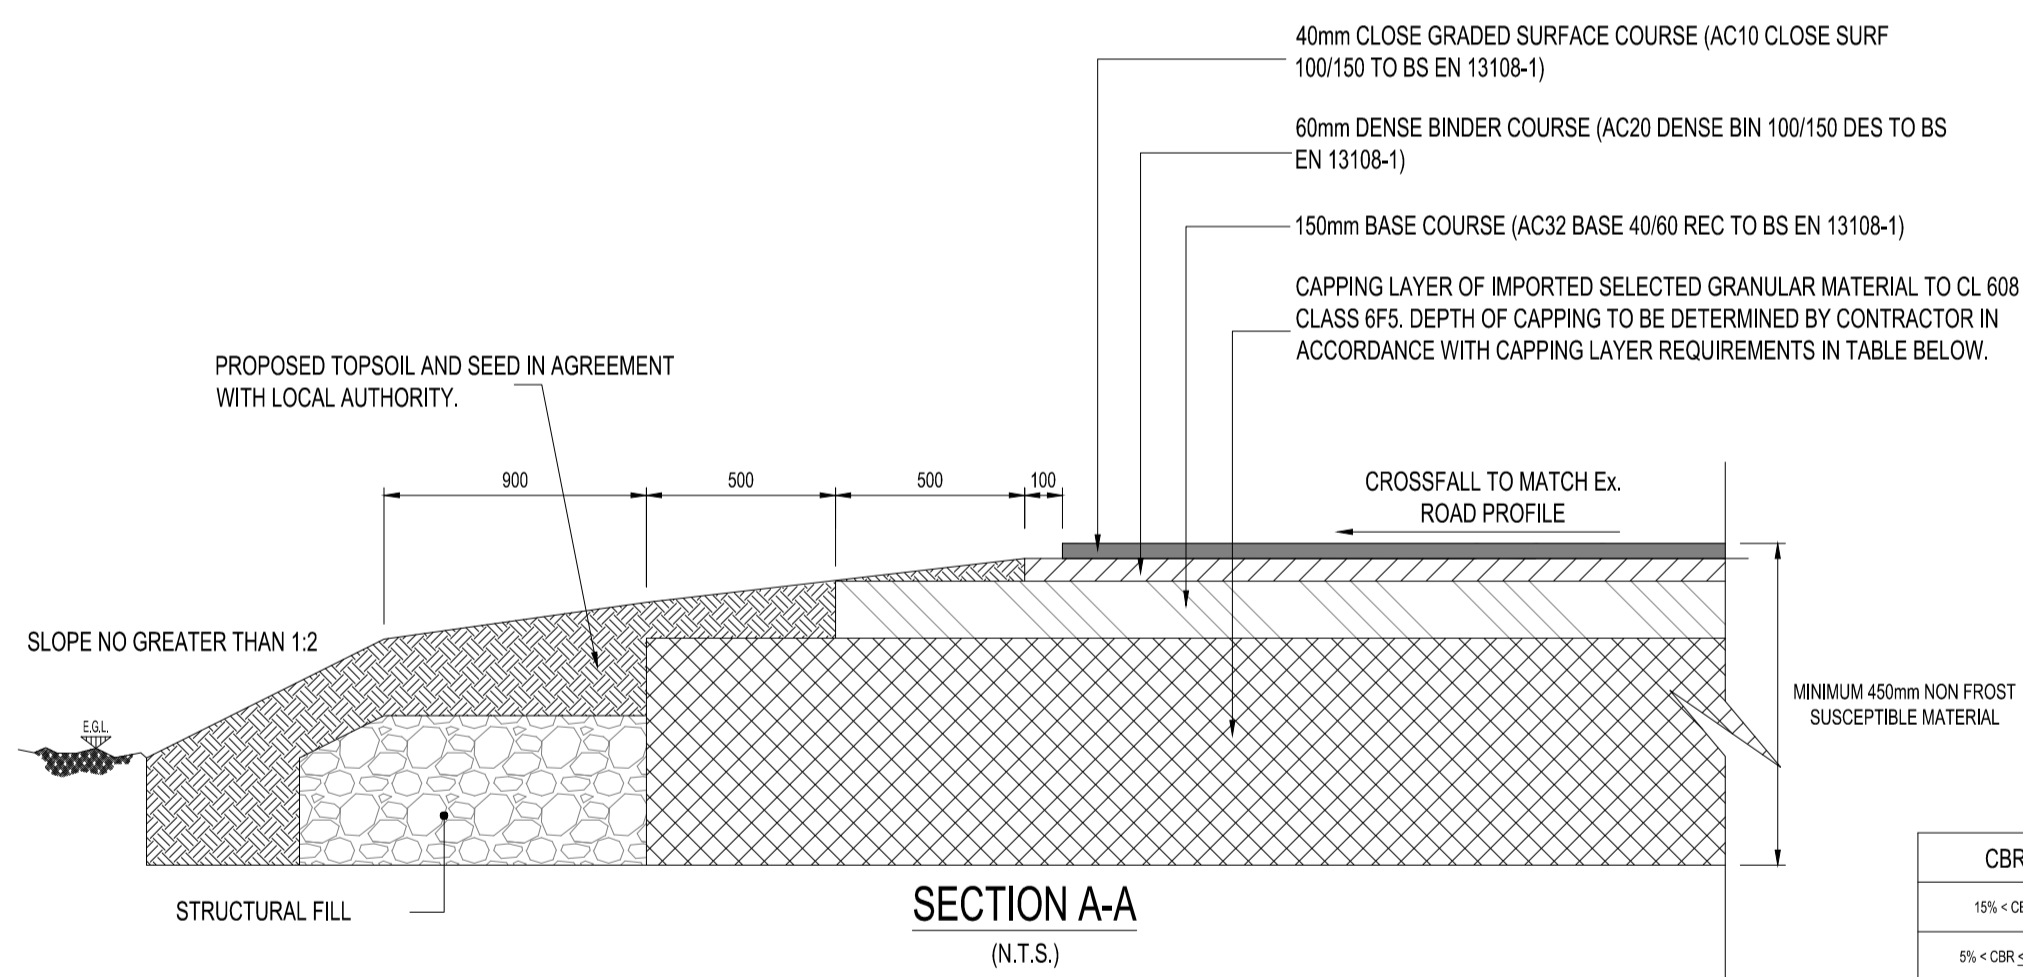 40mm CLOSE GRADED SURFACE COURSE (AC10 CLOSE SURF
100/150 TO BS EN 13108-1)
60mm DENSE BINDER COURSE (AC20 DENSE BIN 100/150 DES TO BS
EN 13108-1)
150mm BASE COURSE (AC32 BASE 40/60 REC TO BS EN 13108-1)
CAPPING LAYER OF IMPORTED SELECTED GRANULAR MATERIAL TO CL 608
CLASS 6F5. DEPTH OF CAPPING TO BE DETERMINED BY CONTRACTOR IN
ACCORDANCE WITH CAPPING LAYER REQUIREMENTS IN TABLE BELOW.
PROPOSED TOPSOIL AND SEED IN AGREEMENT
WITH LOCAL AUTHORITY.
900
500
500
100
CROSSFALL TO MATCH Ex.
ROAD PROFILE
SLOPE NO GREATER THAN 1:2
E.G.L.
MINIMUM 450mm NON FROST
SUSCEPTIBLE MATERIAL
STRUCTURAL FILL
SECTION A-A
(N.T.S.)
CBR
15% < CB
5% < CBR ≤